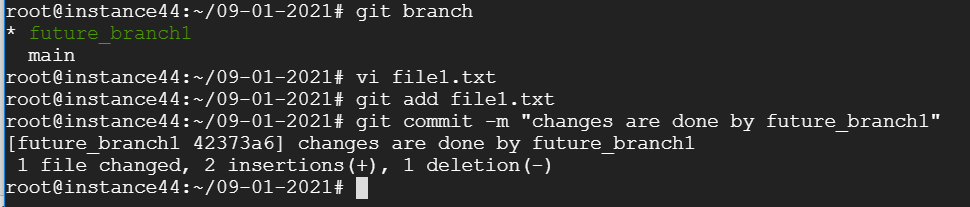 root@instance44:~/09-01-2021# git branch
* future_branch1
  main
root@instance44:~/09-01-2021# vi file1.txt
root@instance44:~/09-01-2021# git add file1.txt
root@instance44:~/09-01-2021# git commit -m "changes are done by future_branch1"
[future_branch1 42373a6] changes are done by future_branch1
 1 file changed, 2 insertions(+), 1 deletion(-)
root@instance44:~/09-01-2021#